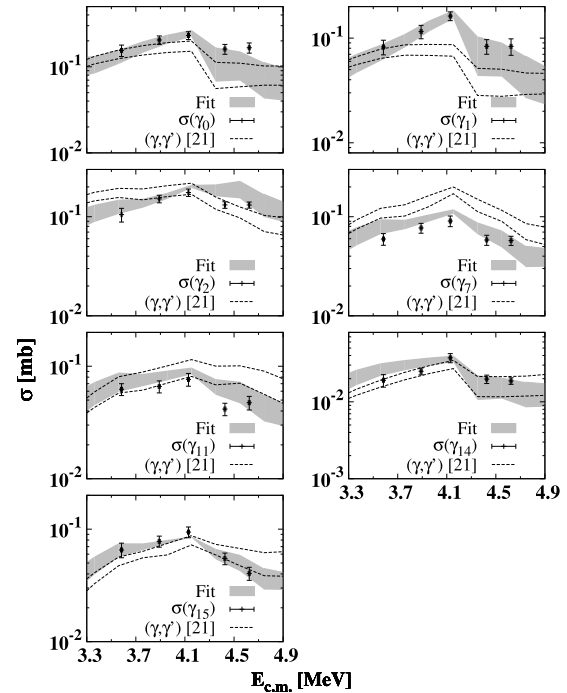 10⁻¹
10⁻²
Fit
σ(γ₀)
(γ,γ') [21]
10⁻¹
10⁻²
Fit
σ(γ₁)
(γ,γ') [21]
10⁻¹
10⁻²
Fit
σ(γ₂)
(γ,γ') [21]
10⁻¹
10⁻²
Fit
σ(γ₇)
(γ,γ') [21]
σ [mb]
10⁻¹
10⁻²
Fit
σ(γ₁₁)
(γ,γ') [21]
10⁻²
10⁻³
Fit
σ(γ₁₄)
(γ,γ') [21]
3.3 3.7 4.1 4.5 4.9
10⁻¹
10⁻²
Fit
σ(γ₁₅)
(γ,γ') [21]
3.3 3.7 4.1 4.5 4.9
E_c.m. [MeV]